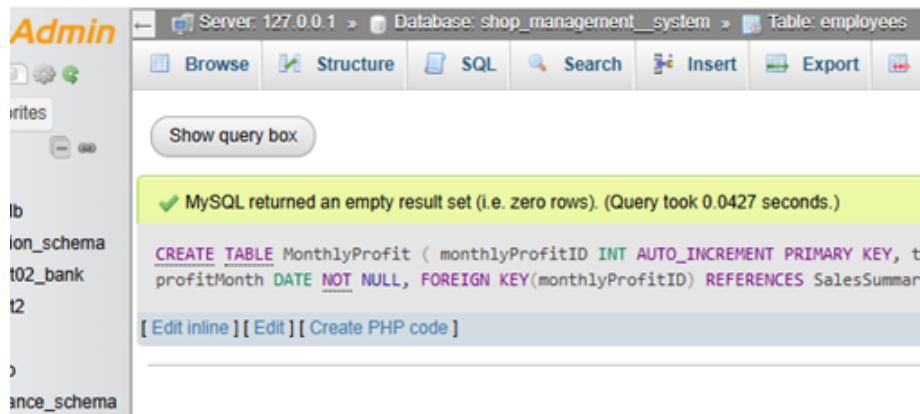 Admin
Server: 127.0.0.1 » Database: shop_management__system » Table: employees
Browse Structure SQL Search Insert Export
rites
Show query box
lb
MySQL returned an empty result set (i.e. zero rows). (Query took 0.0427 seconds.)
ion_schema
CREATE TABLE MonthlyProfit ( monthlyProfitID INT AUTO_INCREMENT PRIMARY KEY, t
t02_bank
profitMonth DATE NOT NULL, FOREIGN KEY(monthlyProfitID) REFERENCES SalesSummar
t2
[ Edit inline ] [ Edit ] [ Create PHP code ]
ance_schema